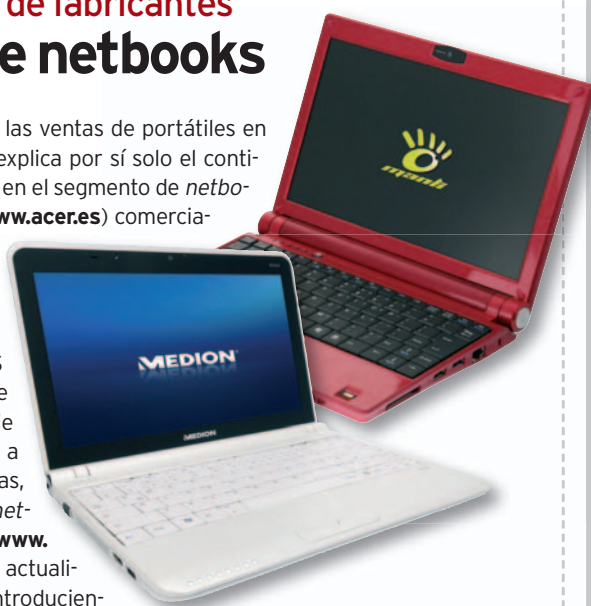 de fabricantes
e netbooks
las ventas de portátiles en
explica por sí solo el conti-
en el segmento de netbo-
ww.acer.es) comercia-
manli
MEDION
MEDION
e
e
a
as,
net-
www.
actuali-
ntroducien-